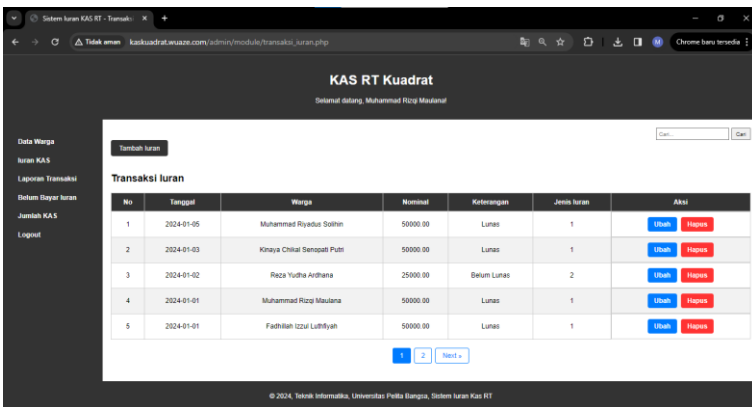 Sistem Iuran KAS RT - Transaksi
Tidak aman kaskuadrat.wuaze.com/admin/module/transaksi_iuran.php
M Chrome baru tersedia
KAS RT Kuadrat
Selamat datang, Muhammad Rizqi Maulana!
Data Warga
Iuran KAS
Laporan Transaksi
Belum Bayar Iuran
Jumlah KAS
Logout
Cari... Cari
Tambah Iuran
Transaksi Iuran
No Tanggal Warga Nominal Keterangan Jenis Iuran Aksi
1 2024-01-05 Muhammad Riyadus Solihin 50000.00 Lunas 1 Ubah Hapus
2 2024-01-03 Kinaya Chikal Senopati Putri 50000.00 Lunas 1 Ubah Hapus
3 2024-01-02 Reza Yudha Ardhana 25000.00 Belum Lunas 2 Ubah Hapus
4 2024-01-01 Muhammad Rizqi Maulana 50000.00 Lunas 1 Ubah Hapus
5 2024-01-01 Fadhillah Izzul Luthfiyah 50000.00 Lunas 1 Ubah Hapus
1 2 Next »
© 2024, Teknik Informatika, Universitas Pelita Bangsa, Sistem Iuran Kas RT